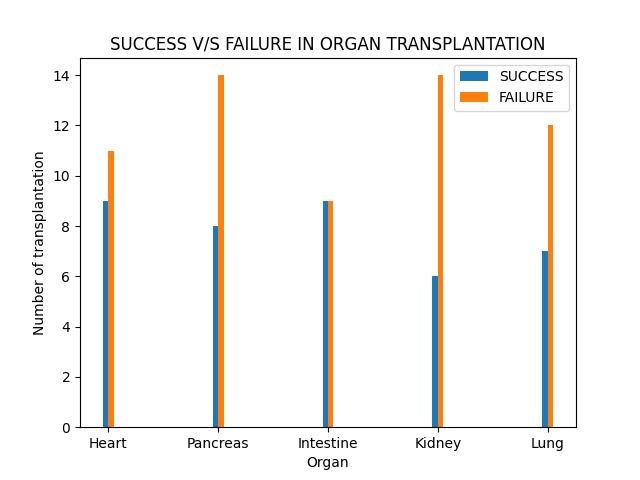 SUCCESS V/S FAILURE IN ORGAN TRANSPLANTATION
SUCCESS
FAILURE
Number of transplantation
14
12
10
8
6
4
2
0
Heart Pancreas Intestine Kidney Lung
Organ